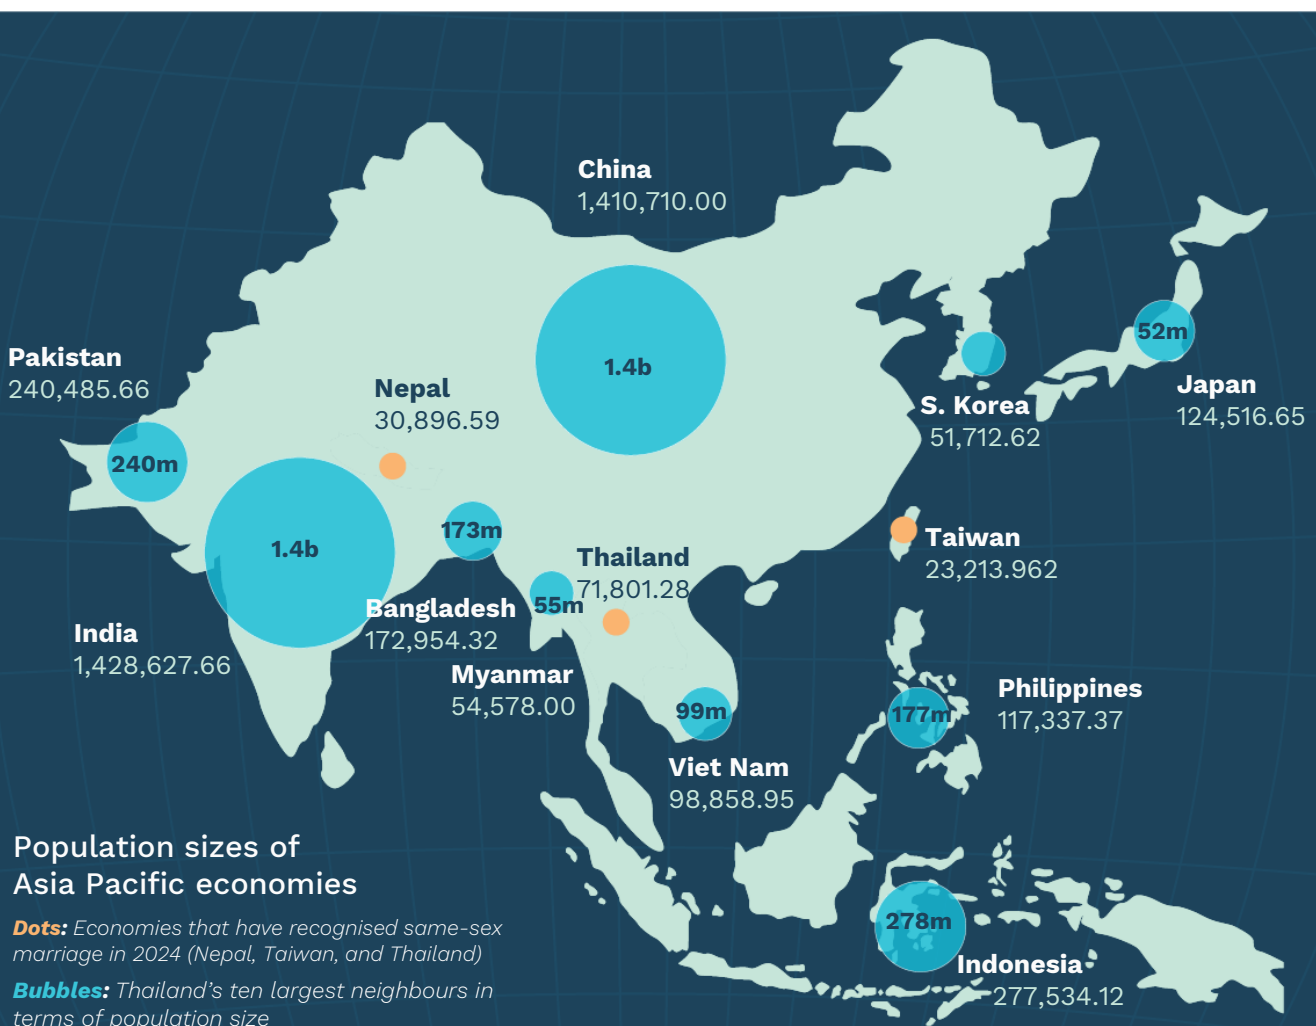 China
1,410,710.00
1.4b
52m
Japan
124,516.65
S. Korea
51,712.62
Pakistan
240,485.66
240m
Nepal
30,896.59
1.4b
India
1,428,627.66
173m
Bangladesh
172,954.32
Thailand
71,801.28
55m
Myanmar
54,578.00
Taiwan
23,213.962
99m
Viet Nam
98,858.95
177m
Philippines
117,337.37
278m
Indonesia
277,534.12
Population sizes of
Asia Pacific economies
Dots: Economies that have recognised same-sex
marriage in 2024 (Nepal, Taiwan, and Thailand)
Bubbles: Thailand's ten largest neighbours in
terms of population size